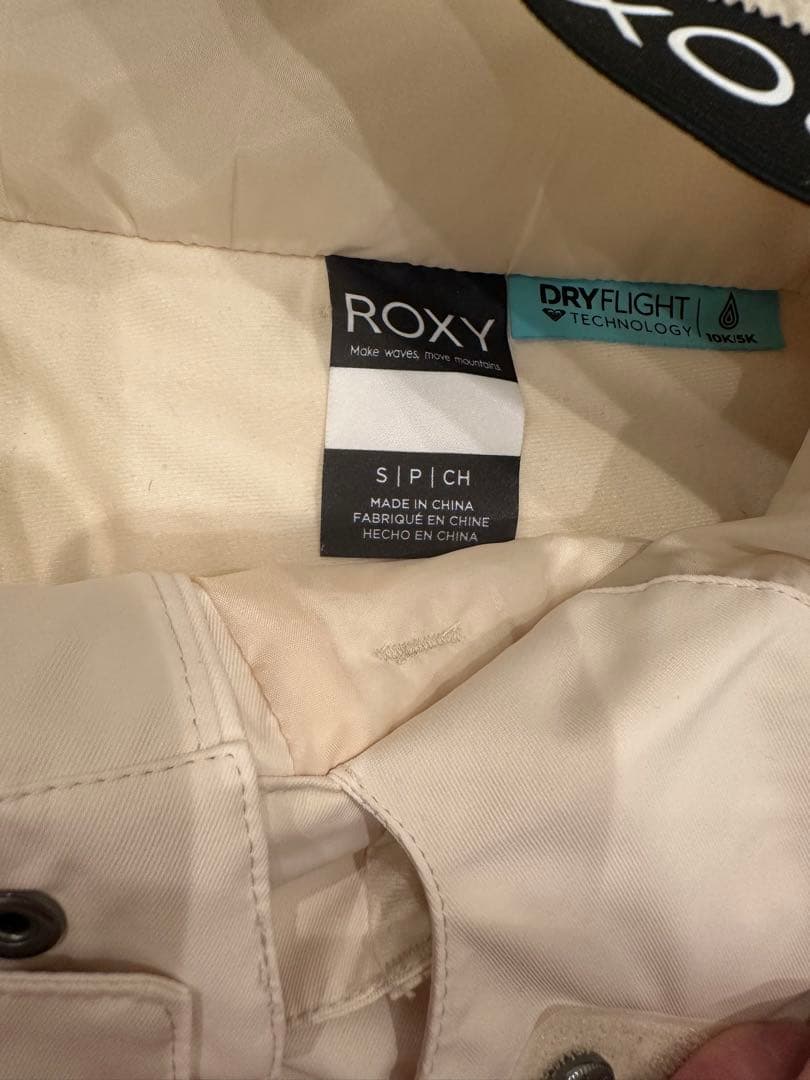 XO
ROXY
Make waves, move mountains.
DRYFLIGHT
TECHNOLOGY
10K/5K
S | P | CH
MADE IN CHINA
FABRIQUÉ EN CHINE
HECHO EN CHINA